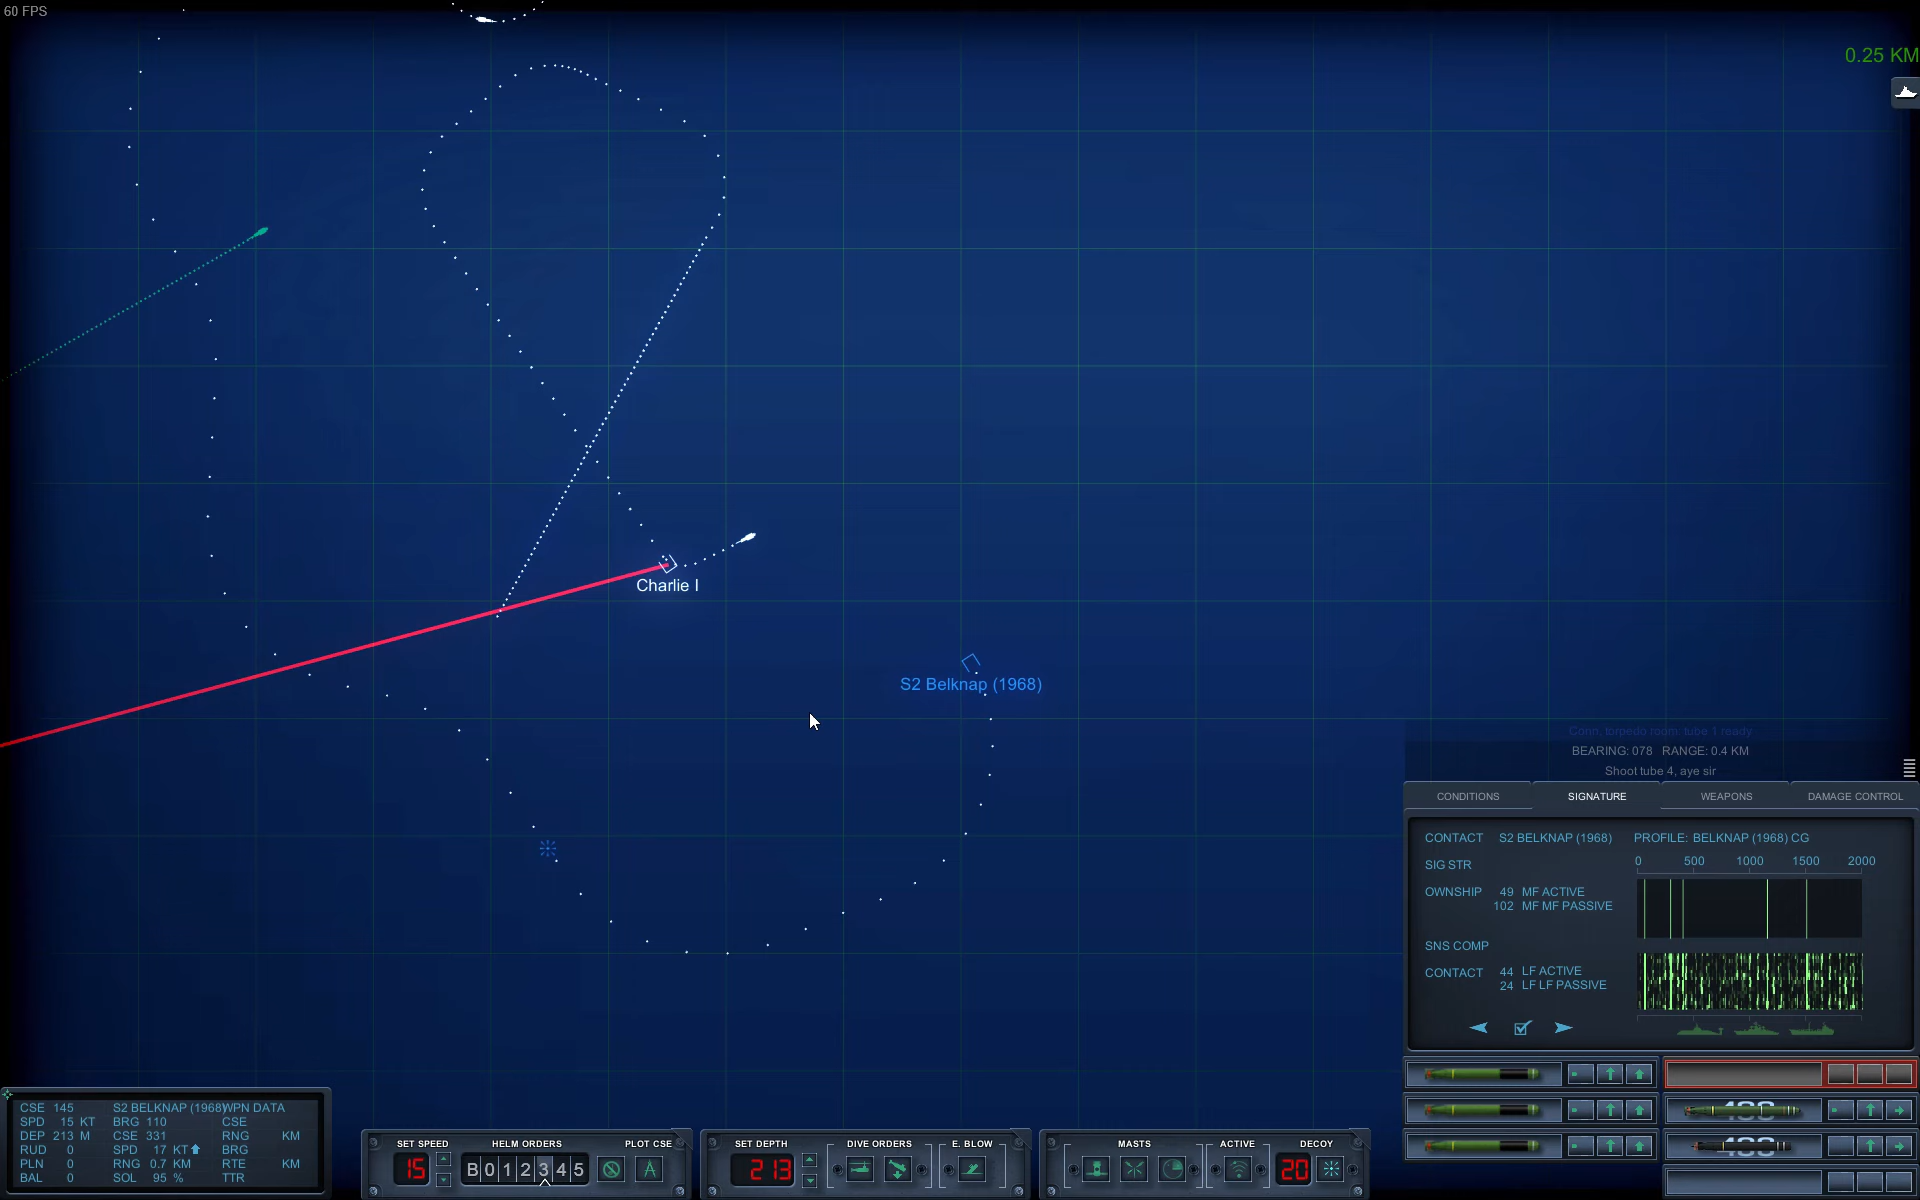 60 FPS
0.25 KM
Charlie I
S2 Belknap (1968)
Conn, torpedo room, tube 1 ready
BEARING: 078 RANGE: 0.4 KM
Shoot tube 4, aye sir
CONDITIONS SIGNATURE WEAPONS DAMAGE CONTROL
CONTACT S2 BELKNAP (1968) PROFILE: BELKNAP (1968) CG
SIG STR 0 500 1000 1500 2000
OWNSHIP 49 MF ACTIVE
102 MF MF PASSIVE
SNS COMP
CONTACT 44 LF ACTIVE
24 LF LF PASSIVE
CSE 145 S2 BELKNAP (1968) WPN DATA
SPD 15 KT BRG 110 CSE
DEP 213 M CSE 331 RNG KM
RUD 0 SPD 17 KT BRG
PLN 0 RNG 0.7 KM RTE KM
BAL 0 SOL 95 % TTR
SET SPEED HELM ORDERS PLOT CSE
15 B 0 1 2 3 4 5
SET DEPTH DIVE ORDERS E. BLOW
213
MASTS ACTIVE DECOY
20